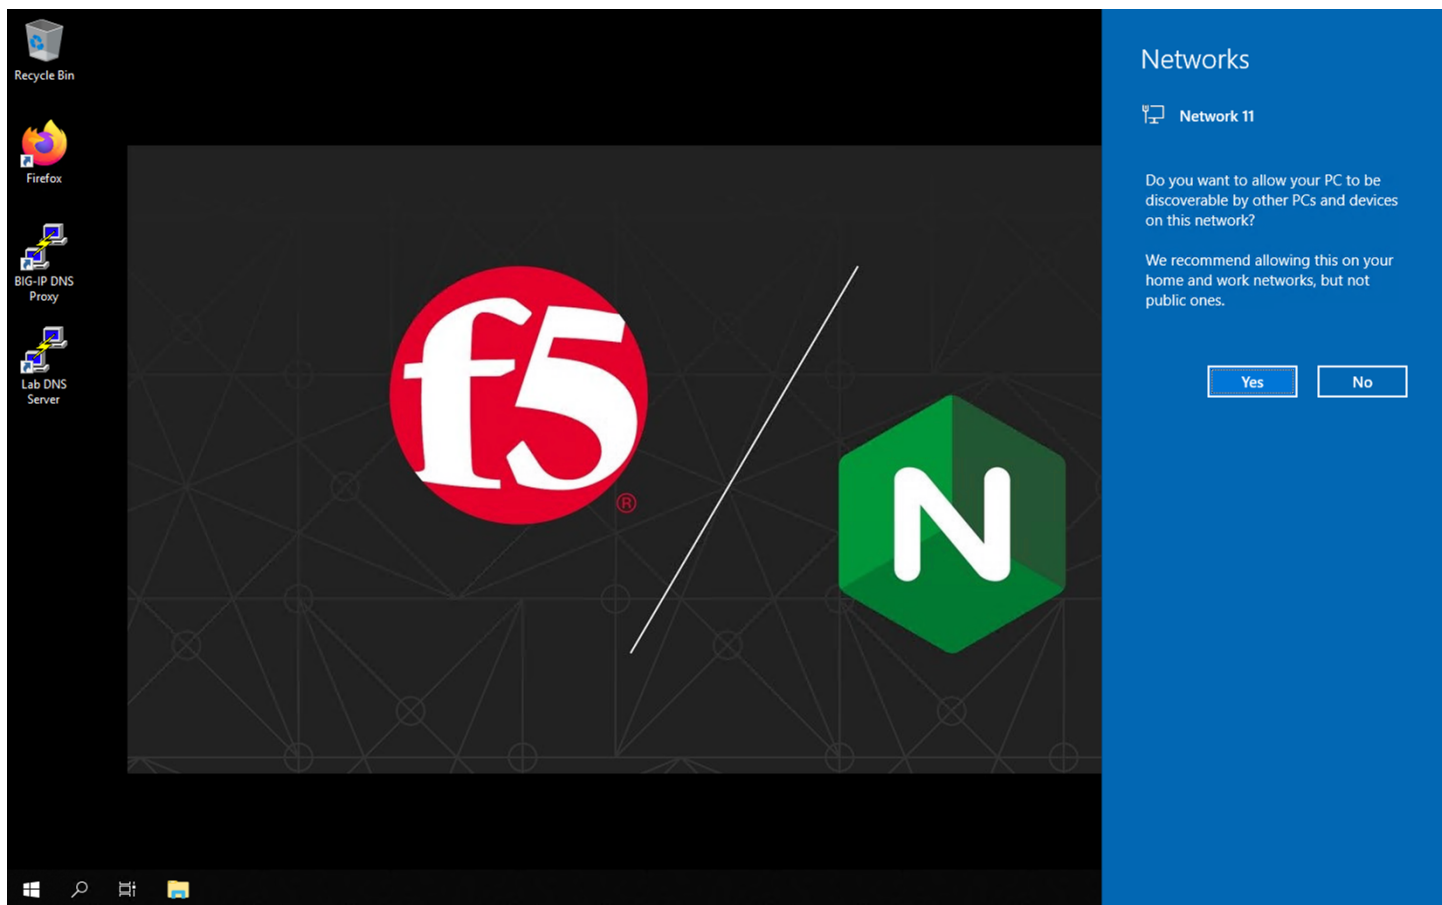 Recycle Bin
Firefox
BIG-IP DNS
Proxy
Lab DNS
Server
f5
®
N
Networks
Network 11
Do you want to allow your PC to be
discoverable by other PCs and devices
on this network?
We recommend allowing this on your
home and work networks, but not
public ones.
Yes
No